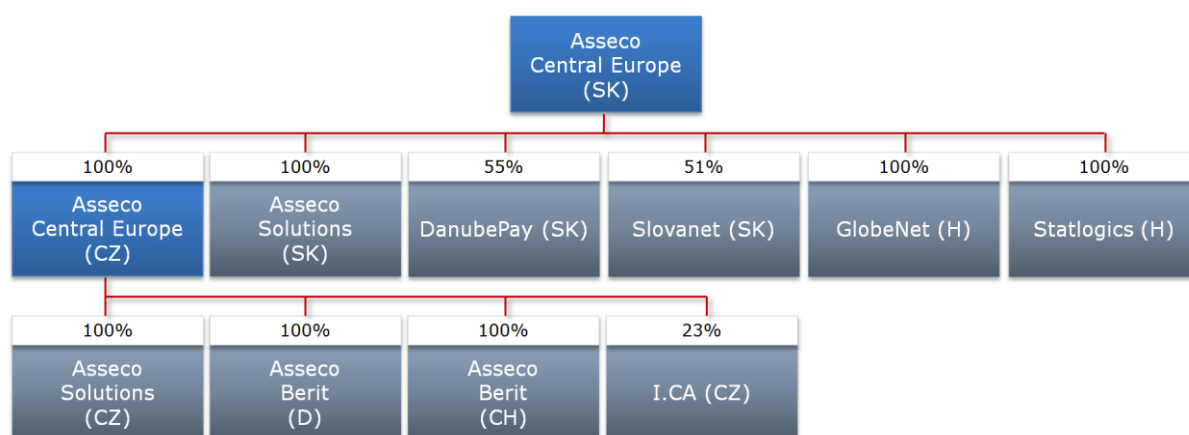 Asseco
Central Europe
(SK)
100%
100%
55%
51%
100%
100%
Asseco
Central Europe
(CZ)
Asseco
Solutions
(SK)
DanubePay (SK)
Slovanet (SK)
GlobeNet (H)
Statlogics (H)
100%
100%
100%
23%
Asseco
Solutions
(CZ)
Asseco
Berit
(D)
Asseco
Berit
(CH)
I.CA (CZ)